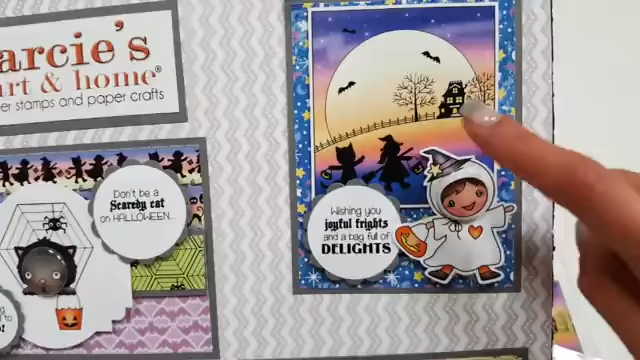 arcie's
art & home®
er stamps and paper crafts
Don't be a
Scaredy cat
on HALLOWEEN...
Wishing you
joyful frights
and a bag full of
DELIGHTS